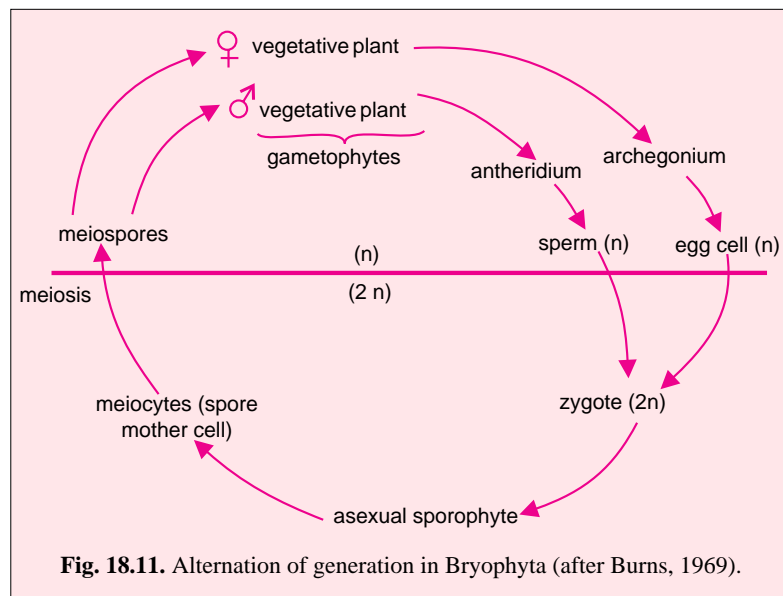 ♀ vegetative plant
♂ vegetative plant
gametophytes
antheridium
archegonium
meiospores
(n)
sperm (n)
egg cell (n)
meiosis
(2 n)
meiocytes (spore
mother cell)
zygote (2n)
asexual sporophyte
Fig. 18.11. Alternation of generation in Bryophyta (after Burns, 1969).